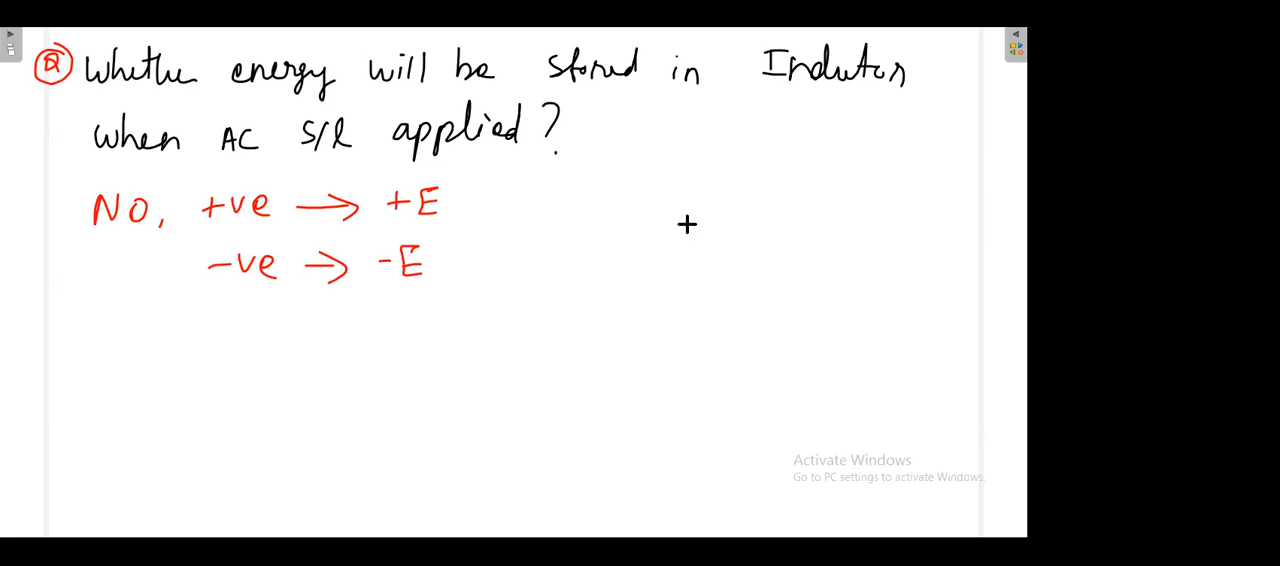 Q Whether energy will be stored in Inductor
when AC s/l applied?
NO, +ve → +E
-ve → -E
Activate Windows
Go to PC settings to activate Windows.